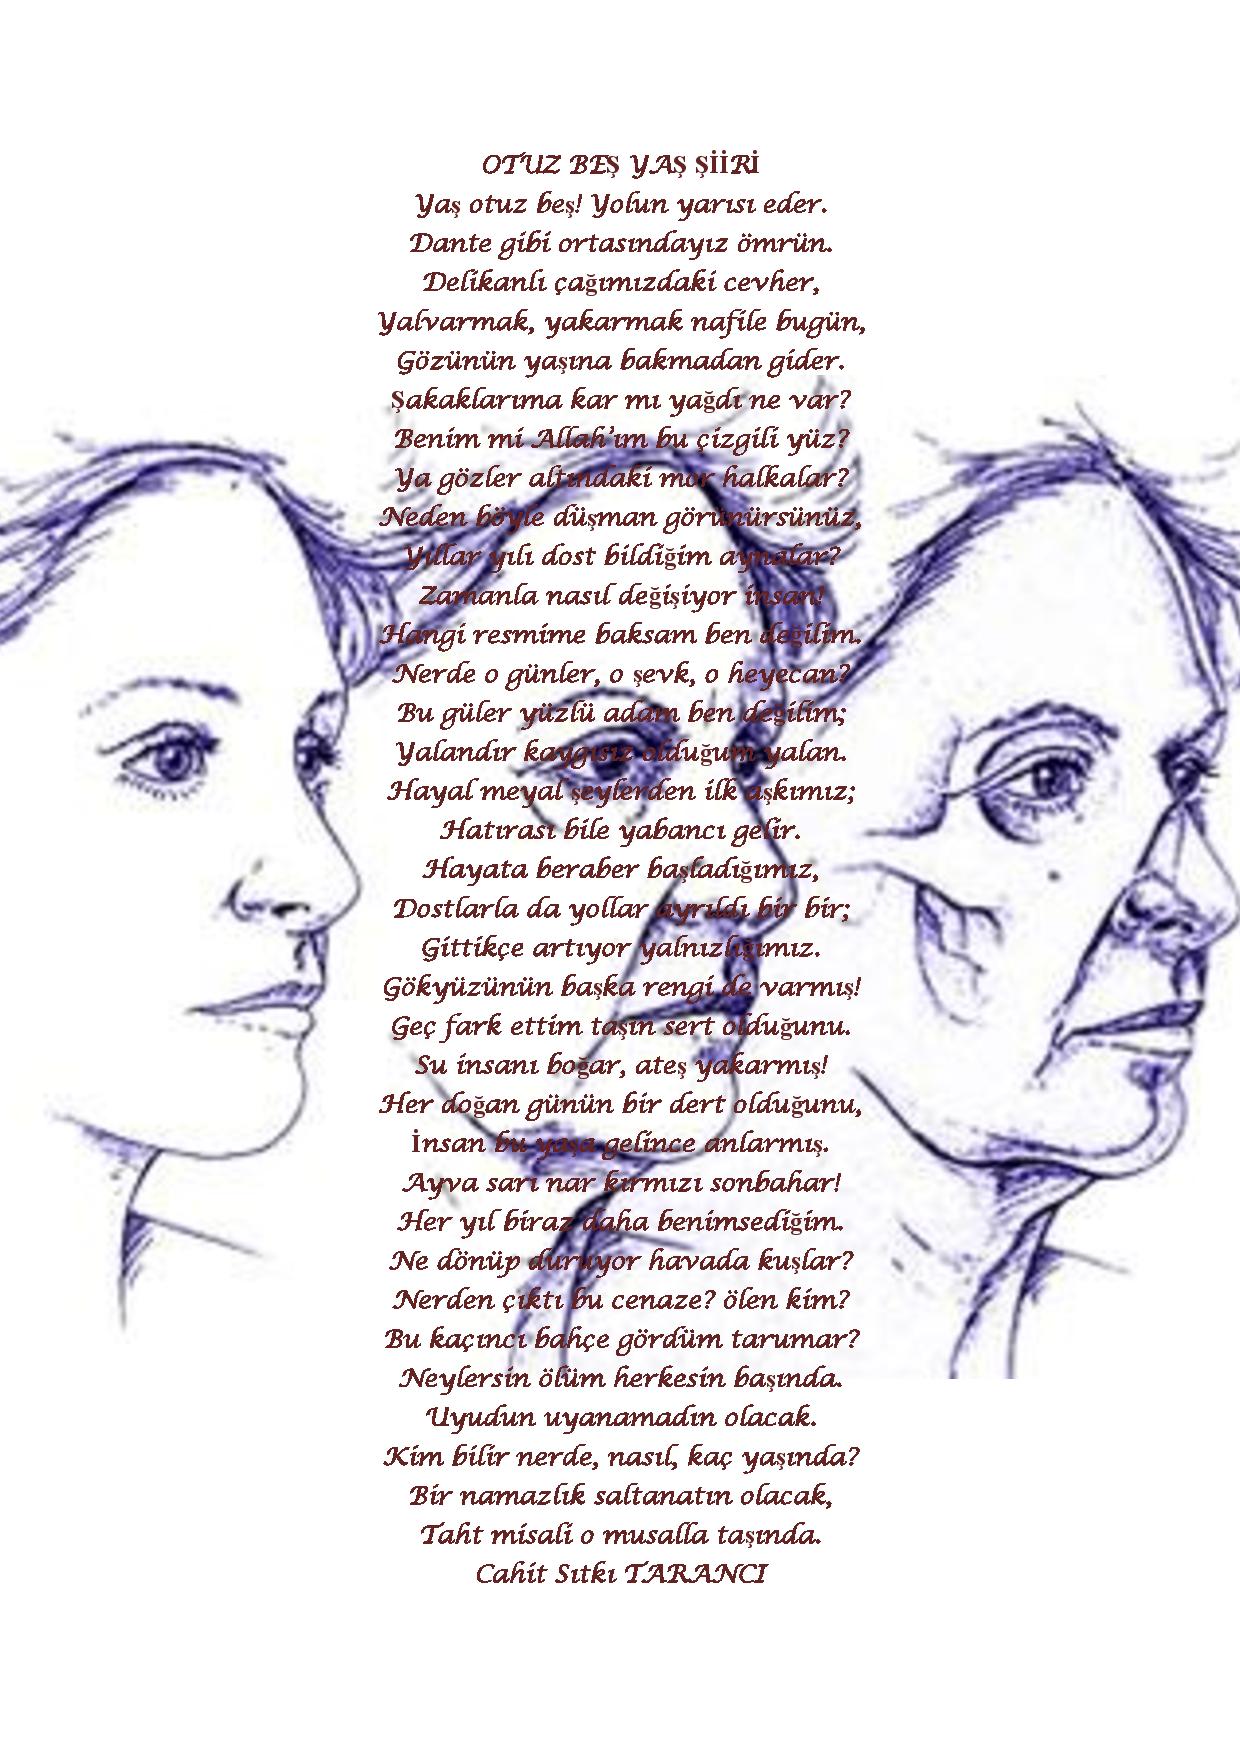 OTUZ BEŞ YAŞ ŞİİRİ
Yaş otuz beş! Yolun yarısı eder.
Dante gibi ortasındayız ömrün.
Delikanlı çağımızdaki cevher,
Yalvarmak, yakarmak nafile bugün,
Gözünün yaşına bakmadan gider.
Şakaklarıma kar mı yağdı ne var?
Benim mi Allah’ım bu çizgili yüz?
Ya gözler altındaki mor halkalar?
Neden böyle düşman görünürsünüz,
Yıllar yılı dost bildiğim aynalar?
Zamanla nasıl değişiyor insan!
Hangi resmime baksam ben değilim.
Nerde o günler, o şevk, o heyecan?
Bu güler yüzlü adam ben değilim;
Yalandır kaygısız olduğum yalan.
Hayal meyal şeylerden ilk aşkımız;
Hatırası bile yabancı gelir.
Hayata beraber başladığımız,
Dostlarla da yollar ayrıldı bir bir;
Gittikçe artıyor yalnızlığımız.
Gökyüzünün başka rengi de varmış!
Geç fark ettim taşın sert olduğunu.
Su insanı boğar, ateş yakarmış!
Her doğan günün bir dert olduğunu,
İnsan bu yaşa gelince anlarmış.
Ayva sarı nar kırmızı sonbahar!
Her yıl biraz daha benimsediğim.
Ne dönüp duruyor havada kuşlar?
Nerden çıktı bu cenaze? ölen kim?
Bu kaçıncı bahçe gördüm tarumar?
Neylersin ölüm herkesin başında.
Uyudun uyanamadın olacak.
Kim bilir nerde, nasıl, kaç yaşında?
Bir namazlık saltanatın olacak,
Taht misali o musalla taşında.
Cahit Sıtkı TARANCI